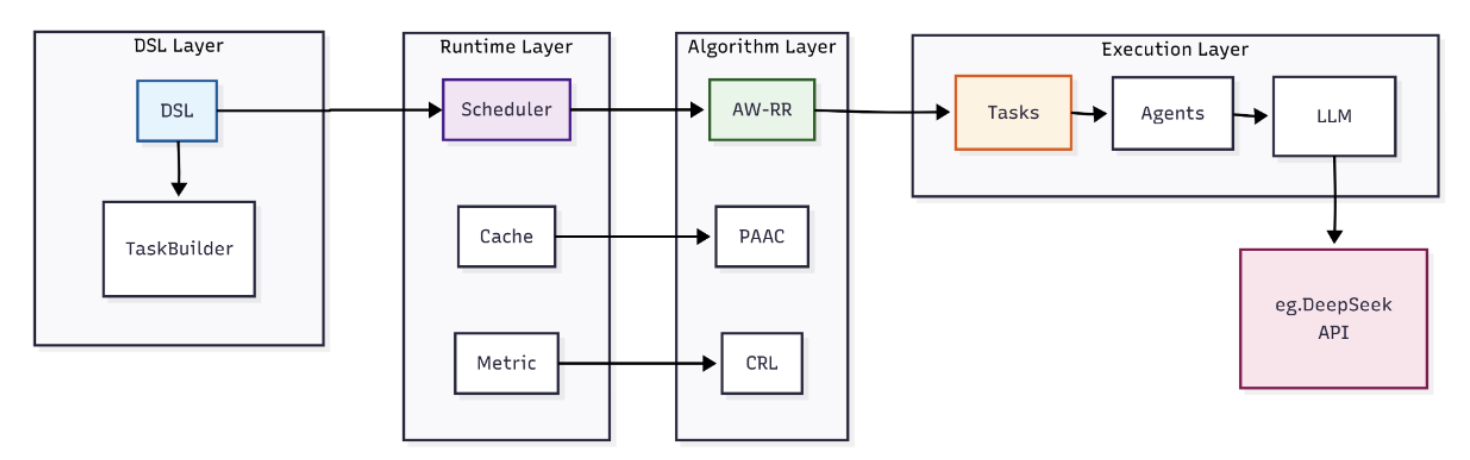 DSL Layer
DSL
TaskBuilder
Runtime Layer
Scheduler
Cache
Metric
Algorithm Layer
AW-RR
PAAC
CRL
Execution Layer
Tasks
Agents
LLM
eg.DeepSeek
API